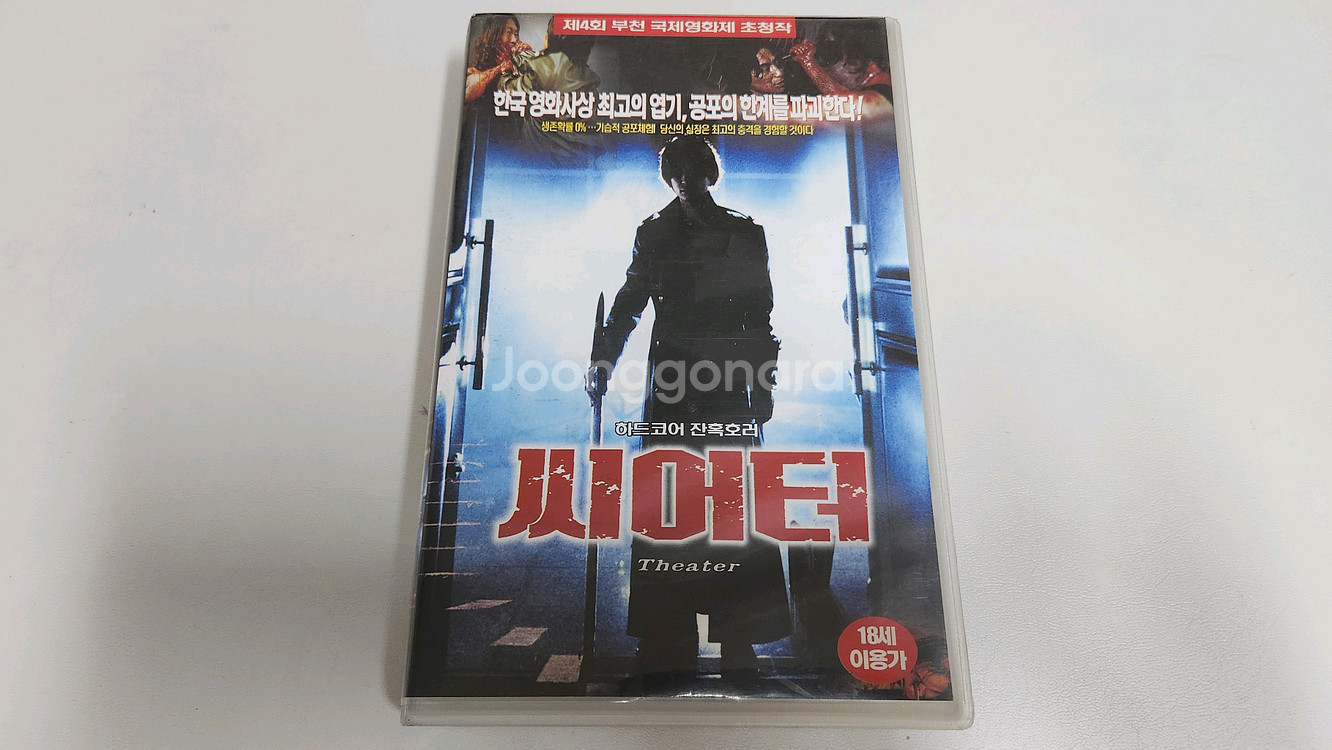 제4회 부천 국제영화제 초청작
한국 영화사상 최고의 엽기, 공포의 한계를 파괴한다!
생존확률 0% … 기습적 공포체험! 당신의 심장은 최고의 충격을 경험할 것이다
Joonggonara
하드코어 잔혹호러
씨어터
Theater
18세
이용가